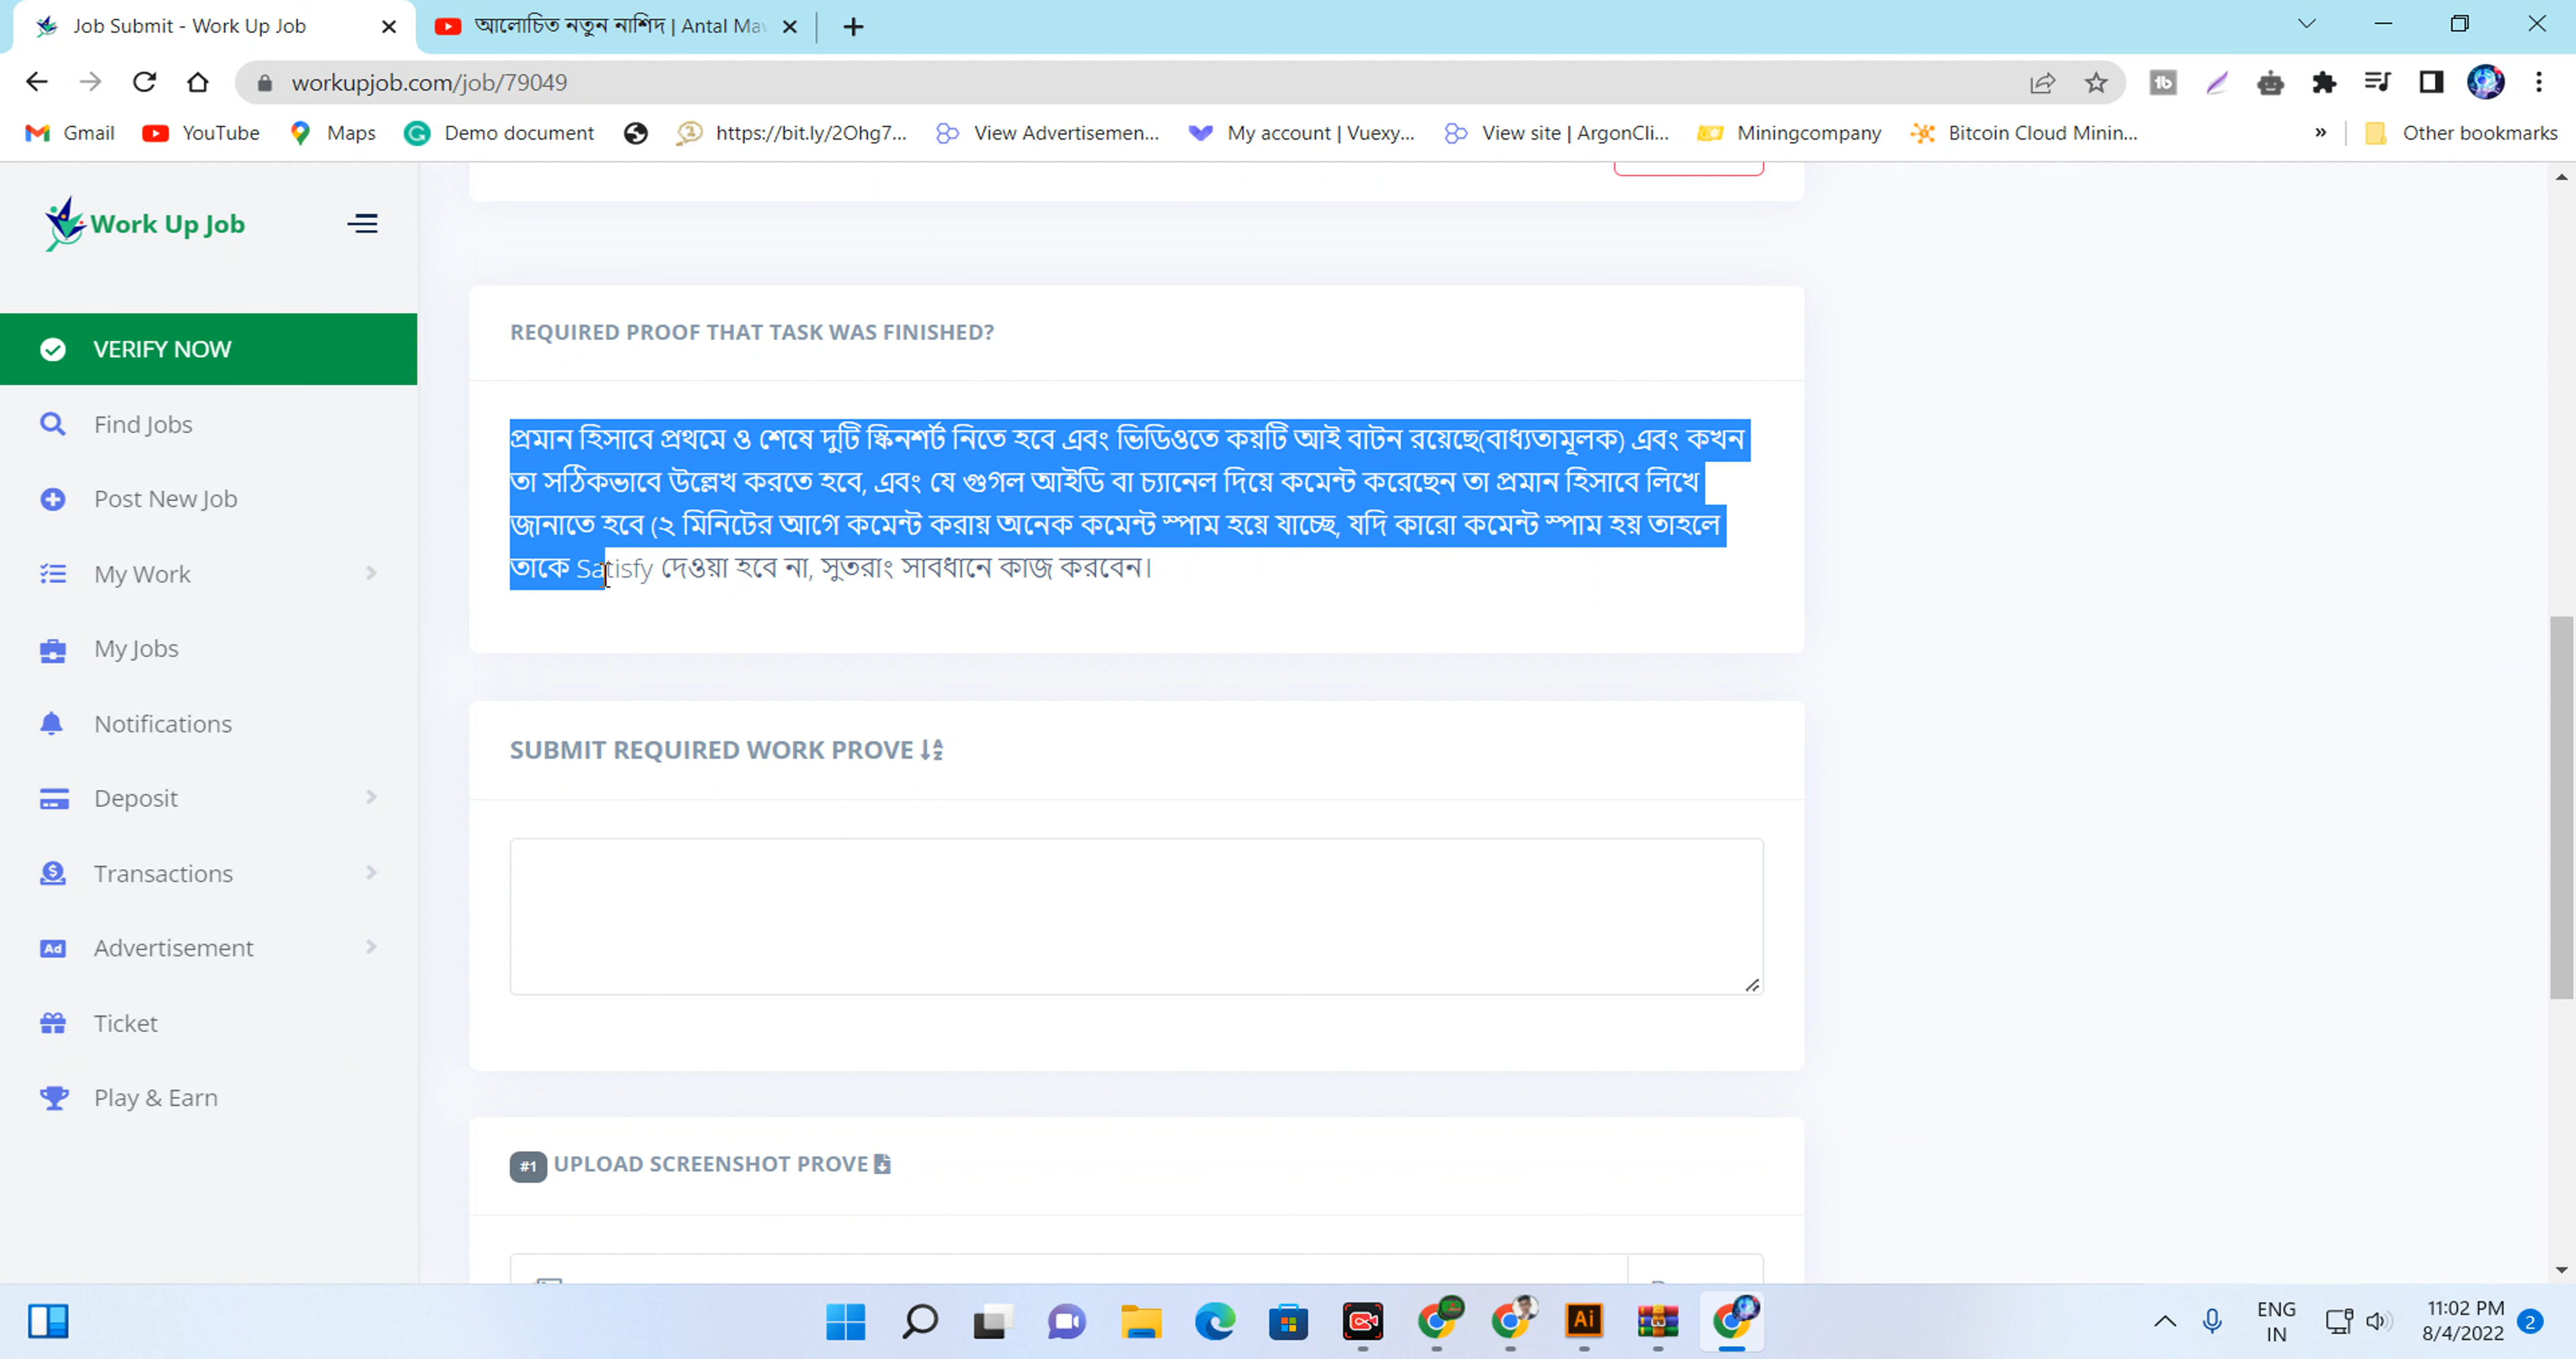 Job Submit - Work Up Job
আলোচিত নতুন নাশিদ | Antal Maw
workupjob.com/job/79049
Gmail
YouTube
Maps
Demo document
https://bit.ly/2Ohg7...
View Advertisemen...
My account | Vuexy...
View site | ArgonCli...
Miningcompany
Bitcoin Cloud Minin...
»
Other bookmarks
Work Up Job
VERIFY NOW
Find Jobs
Post New Job
My Work
My Jobs
Notifications
Deposit
Transactions
Advertisement
Ticket
Play & Earn
REQUIRED PROOF THAT TASK WAS FINISHED?
প্রমান হিসাবে প্রথমে ও শেষে দুটি স্কিনশর্ট নিতে হবে এবং ভিডিওতে কয়টি আই বাটন রয়েছে(বাধ্যতামূলক) এবং কখন
তা সঠিকভাবে উল্লেখ করতে হবে, এবং যে গুগল আইডি বা চ্যানেল দিয়ে কমেন্ট করেছেন তা প্রমান হিসাবে লিখে
জানাতে হবে (২ মিনিটের আগে কমেন্ট করায় অনেক কমেন্ট স্পাম হয়ে যাচ্ছে, যদি কারো কমেন্ট স্পাম হয় তাহলে
তাকে Satisfy দেওয়া হবে না, সুতরাং সাবধানে কাজ করবেন।
SUBMIT REQUIRED WORK PROVE
#1 UPLOAD SCREENSHOT PROVE
ENG
IN
11:02 PM
8/4/2022
2